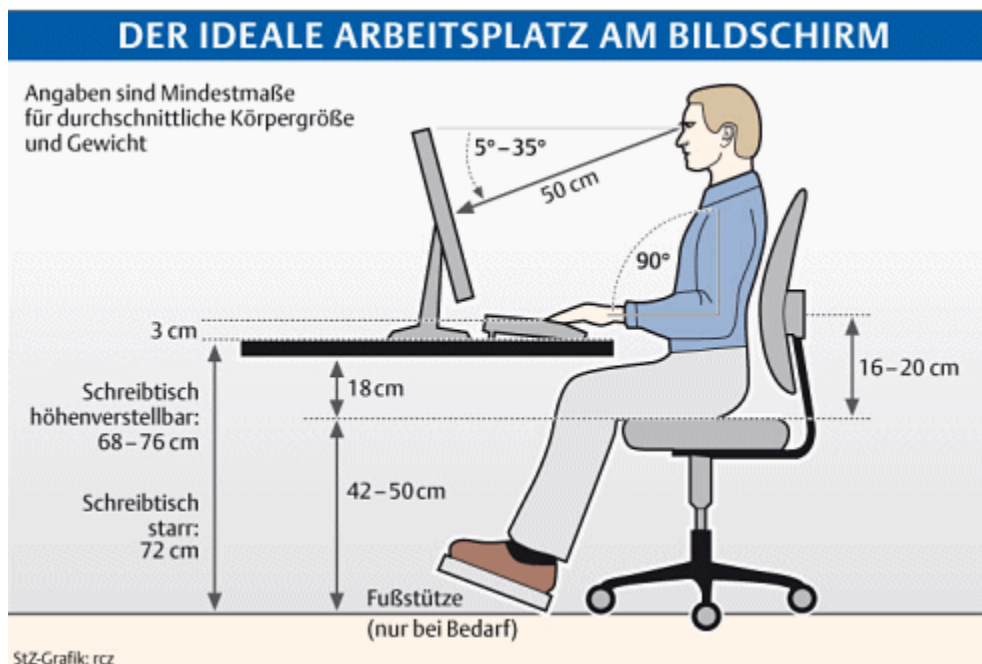 DER IDEALE ARBEITSPLATZ AM BILDSCHIRM
Angaben sind Mindestmaße
für durchschnittliche Körpergröße
und Gewicht
5°–35°
50 cm
90°
3 cm
18 cm
16–20 cm
Schreibtisch
höhenverstellbar:
68–76 cm
42–50 cm
Schreibtisch
starr:
72 cm
Fußstütze
(nur bei Bedarf)
StZ-Grafik: rcz